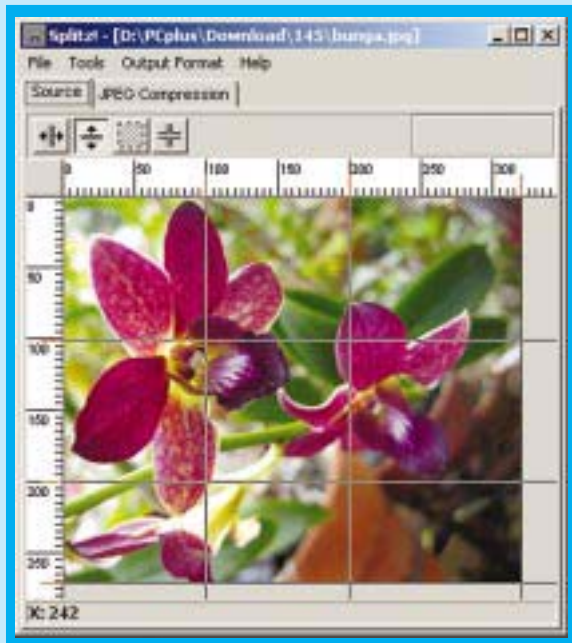 Splitz! - [D:\PCplus\Download\145\bunga.jpg]
File Tools Output Format Help
Source JPEG Compression
0 50 100 150 200 250 300
0
50
100
150
200
250
X: 242